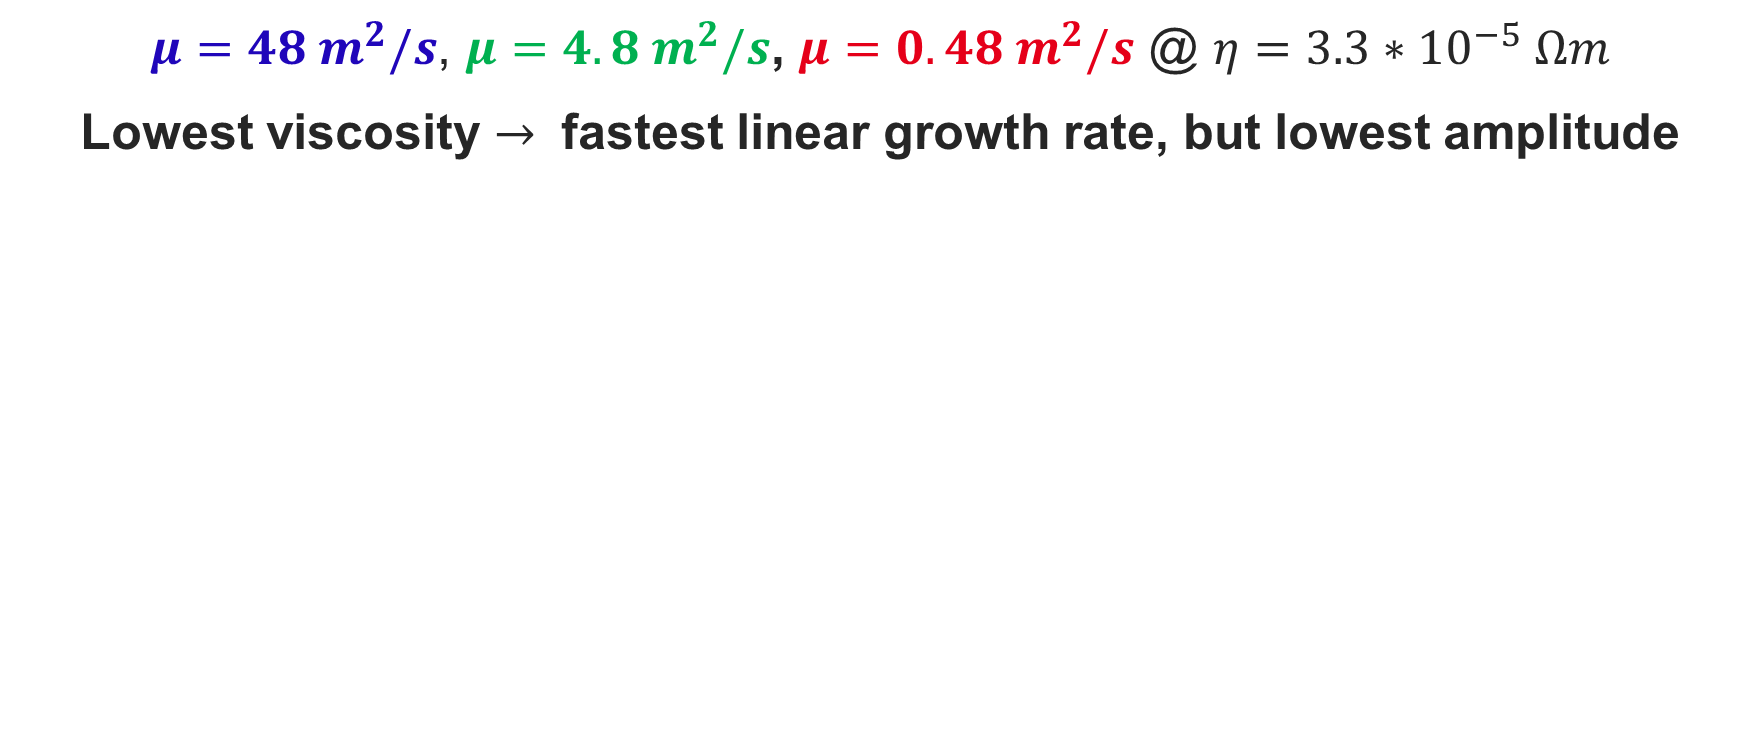 μ = 48 m²/s, μ = 4.8 m²/s, μ = 0.48 m²/s @ η = 3.3 * 10⁻⁵ Ωm
Lowest viscosity → fastest linear growth rate, but lowest amplitude